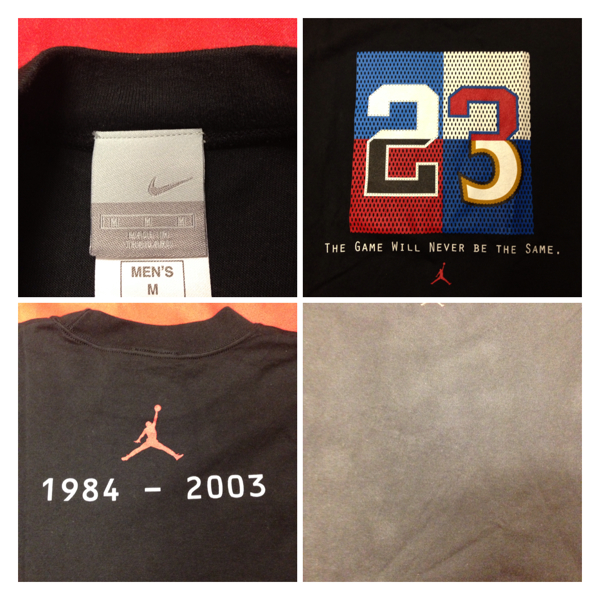 M M M
MEN'S
M
23
THE GAME WILL NEVER BE THE SAME.
1984 - 2003